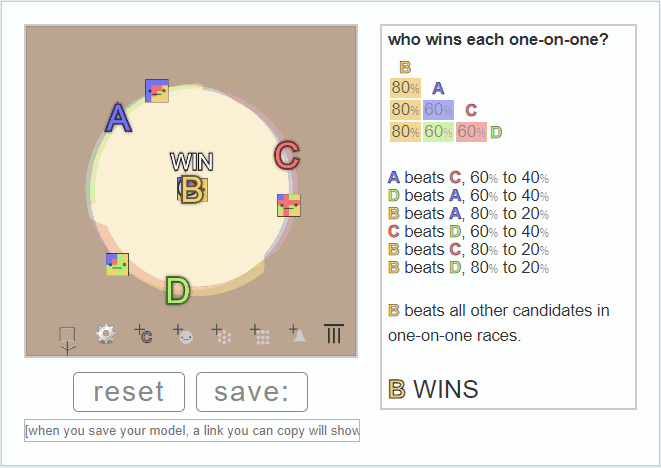 A
C
WIN
B
D
+C
reset
save:
[when you save your model, a link you can copy will show
who wins each one-on-one?
B
80% A
80% 60% C
80% 60% 60% D
A beats C, 60% to 40%
D beats A, 60% to 40%
B beats A, 80% to 20%
C beats D, 60% to 40%
B beats C, 80% to 20%
B beats D, 80% to 20%
B beats all other candidates in
one-on-one races.
B WINS